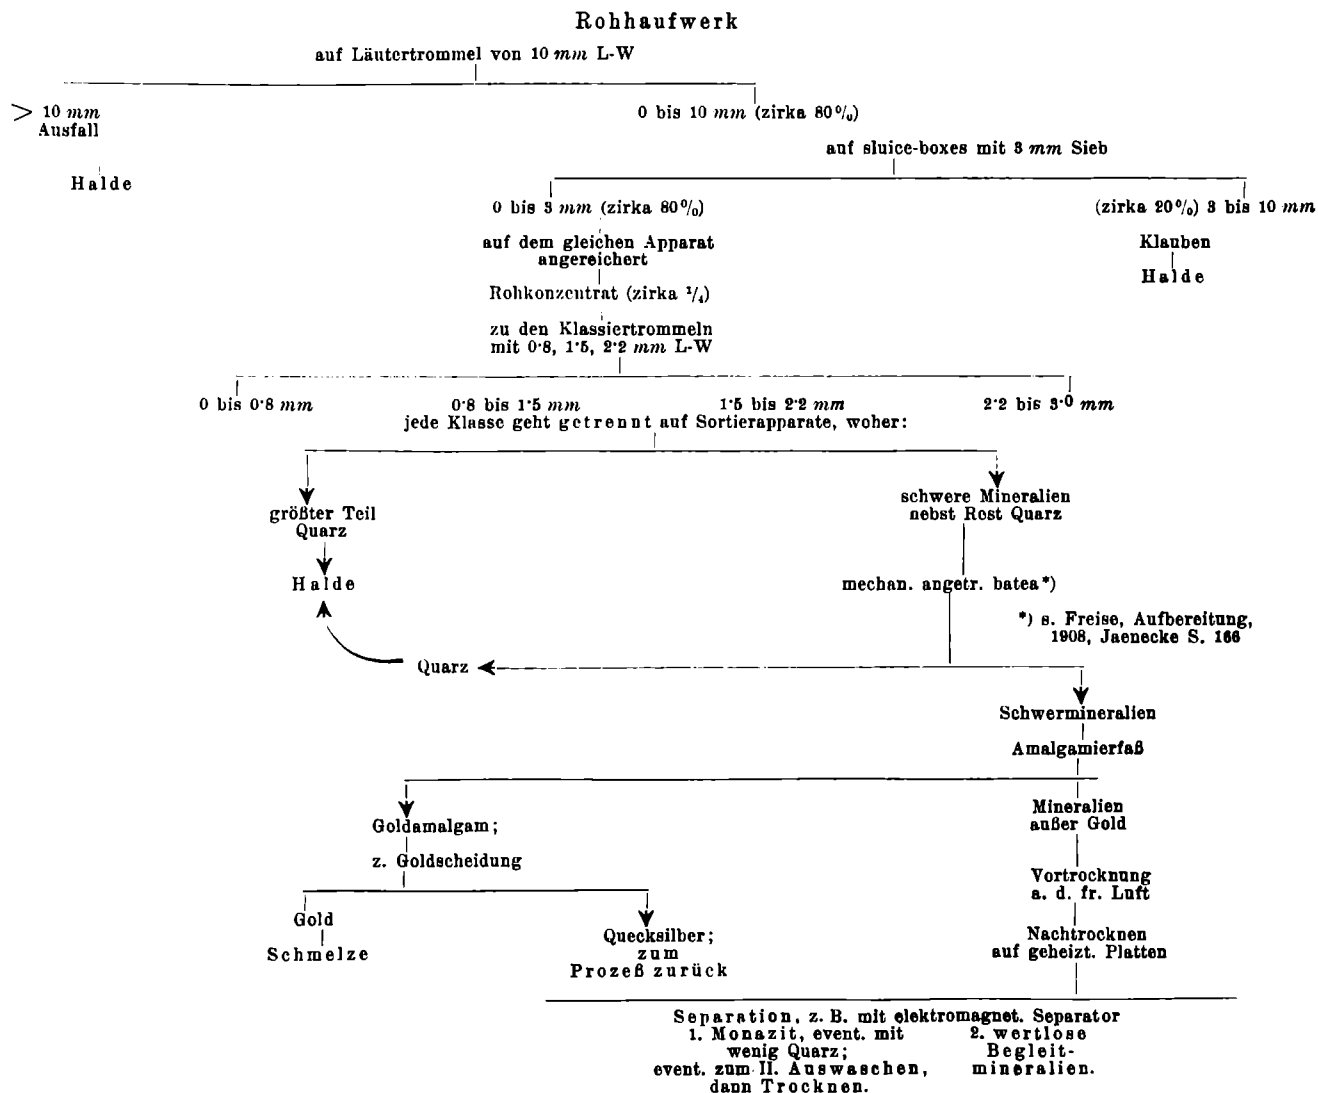 Rohhaufwerk
auf Läutertrommel von 10 mm L-W
> 10 mm
Ausfall
0 bis 10 mm (zirka 80%)
auf sluice-boxes mit 3 mm Sieb
Halde
0 bis 3 mm (zirka 80%)
(zirka 20%) 3 bis 10 mm
auf dem gleichen Apparat
angereichert
Klauben
Halde
Rohkonzentrat (zirka 1/4)
zu den Klassiertrommeln
mit 0·8, 1·5, 2·2 mm L-W
0 bis 0·8 mm
0·8 bis 1·5 mm
1·5 bis 2·2 mm
2·2 bis 3·0 mm
jede Klasse geht getrennt auf Sortierapparate, woher:
größter Teil
Quarz
schwere Mineralien
nebst Rest Quarz
Halde
mechan. angetr. batea*)
*) s. Freise, Aufbereitung,
1908, Jaenecke S. 166
Quarz
Schwermineralien
Amalgamierfaß
Goldamalgam;
Mineralien
außer Gold
z. Goldscheidung
Vortrocknung
a. d. fr. Luft
Gold
Schmelze
Quecksilber;
zum
Prozeß zurück
Nachtrocknen
auf geheizt. Platten
Separation, z. B. mit elektromagnet. Separator
1. Monazit, event. mit
wenig Quarz;
event. zum II. Auswaschen,
dann Trocknen.
2. wertlose
Begleit-
mineralien.